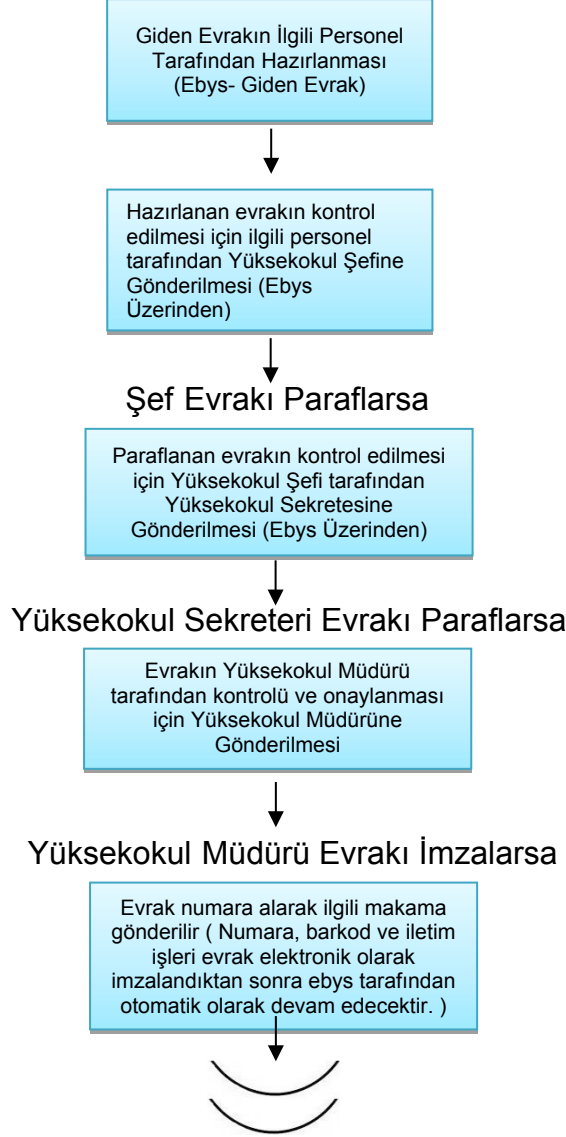 Giden Evrakın İlgili Personel
Tarafından Hazırlanması
(Ebys- Giden Evrak)
Hazırlanan evrakın kontrol
edilmesi için ilgili personel
tarafından Yüksekokul Şefine
Gönderilmesi (Ebys
Üzerinden)
Şef Evrakı Paraflarsa
Paraflanan evrakın kontrol edilmesi
için Yüksekokul Şefi tarafından
Yüksekokul Sekretesine
Gönderilmesi (Ebys Üzerinden)
Yüksekokul Sekreteri Evrakı Paraflarsa
Evrakın Yüksekokul Müdürü
tarafından kontrolü ve onaylanması
için Yüksekokul Müdürüne
Gönderilmesi
Yüksekokul Müdürü Evrakı İmzalarsa
Evrak numara alarak ilgili makama
gönderilir ( Numara, barkod ve iletim
işleri evrak elektronik olarak
imzalandıktan sonra ebys tarafından
otomatik olarak devam edecektir. )